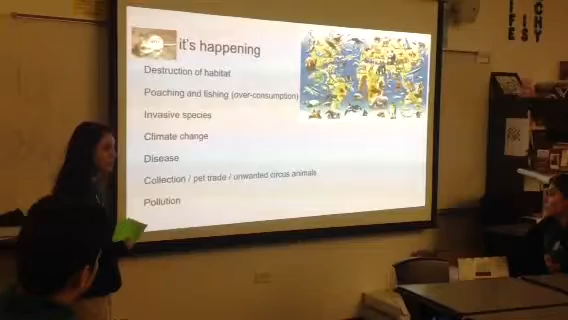 it's happening
Destruction of habitat
Poaching and fishing (over-consumption)
Invasive species
Climate change
Disease
Collection / pet trade / unwanted circus animals
Pollution
IFE
IS
CHY